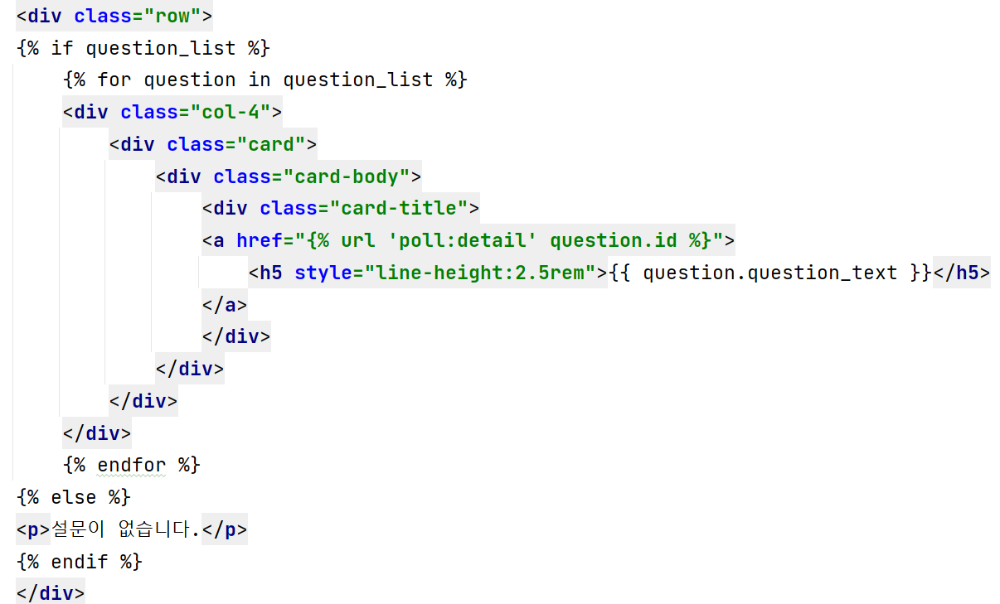 <div class="row">
{% if question_list %}
{% for question in question_list %}
<div class="col-4">
<div class="card">
<div class="card-body">
<div class="card-title">
<a href="{% url 'poll:detail' question.id %}">
<h5 style="line-height:2.5rem">{{ question.question_text }}</h5>
</a>
</div>
</div>
</div>
</div>
{% endfor %}
{% else %}
<p>설문이 없습니다.</p>
{% endif %}
</div>